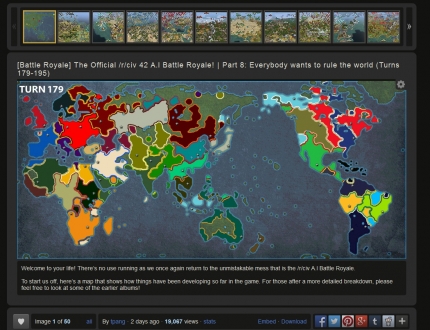 [Battle Royale] The Official /r/civ 42 A.I Battle Royale! | Part 8: Everybody wants to rule the world (Turns
179-195)
TURN 179
Welcome to your life! There's no use running as we once again return to the unmistakable mess that is the /r/civ A.I Battle Royale.
To start us off, here's a map that shows how things have been developing so far in the game. For those after a more detailed breakdown, please
feel free to look at some of the earlier albums!
Image 1 of 50 all By tpang · 2 days ago · 19,067 views · stats Embed · Download